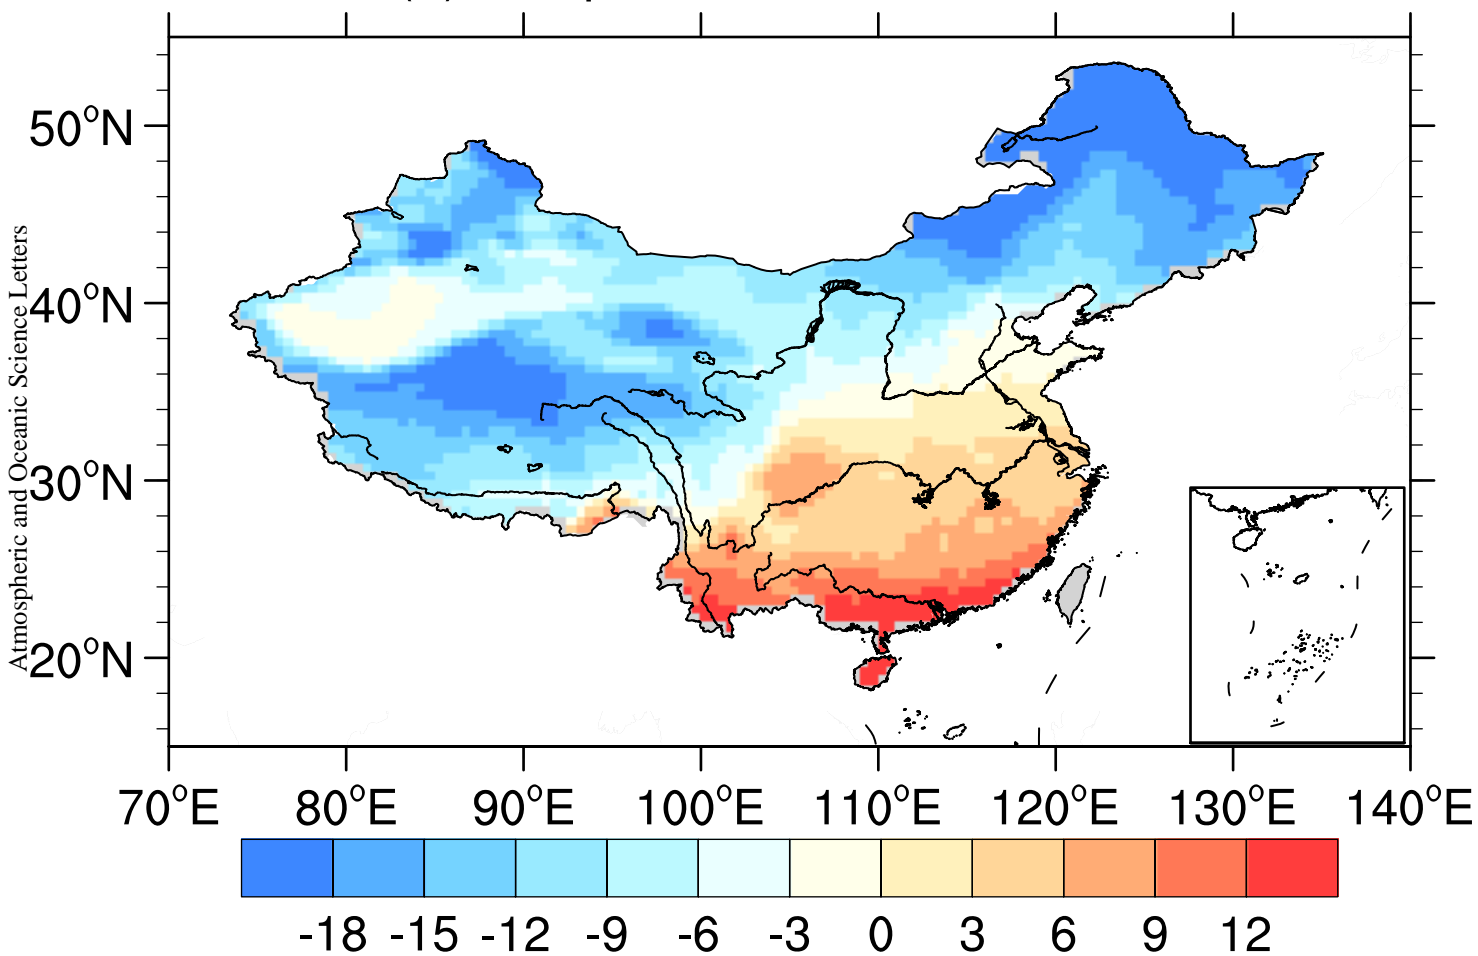 50°N
40°N
30°N
20°N
70°E 80°E 90°E 100°E 110°E 120°E 130°E 140°E
-18 -15 -12 -9 -6 -3 0 3 6 9 12
Atmospheric and Oceanic Science Letters